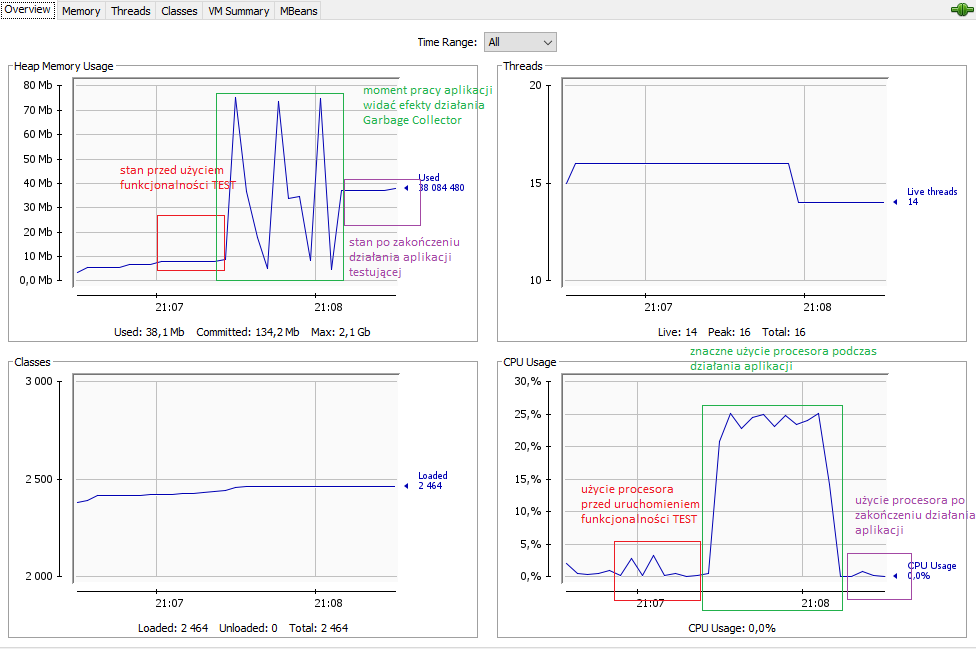 Overview Memory Threads Classes VM Summary MBeans
Time Range: All
Heap Memory Usage
80 Mb
70 Mb
60 Mb
50 Mb
40 Mb
30 Mb
20 Mb
10 Mb
0,0 Mb
21:07
21:08
moment pracy aplikacji
widać efekty działania
Garbage Collector
stan przed użyciem
funkcjonalności TEST
Used
38 084 480
stan po zakończeniu
działania aplikacji
testującej
Used: 38,1 Mb Committed: 134,2 Mb Max: 2,1 Gb
Threads
20
15
10
21:07
21:08
Live threads
14
Live: 14 Peak: 16 Total: 16
Classes
3 000
2 500
2 000
21:07
21:08
Loaded
2 464
Loaded: 2 464 Unloaded: 0 Total: 2 464
znaczne użycie procesora podczas
działania aplikacji
CPU Usage
30,%
25,%
20,%
15,%
10,%
5,%
0,%
21:07
21:08
użycie procesora
przed uruchomieniem
funkcjonalności TEST
użycie procesora po
zakończeniu działania
aplikacji
CPU Usage
0,0%
CPU Usage: 0,0%